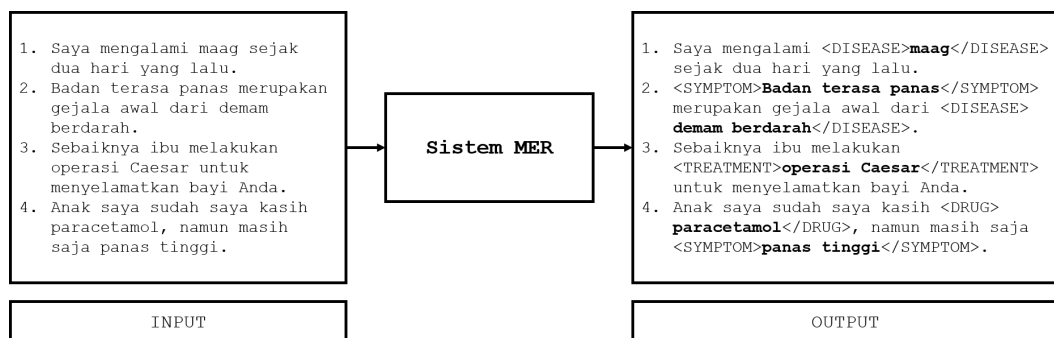 1. Saya mengalami maag sejak
dua hari yang lalu.
2. Badan terasa panas merupakan
gejala awal dari demam
berdarah.
3. Sebaiknya ibu melakukan
operasi Caesar untuk
menyelamatkan bayi Anda.
4. Anak saya sudah saya kasih
paracetamol, namun masih
saja panas tinggi.
INPUT
Sistem MER
1. Saya mengalami <DISEASE>maag</DISEASE>
sejak dua hari yang lalu.
2. <SYMPTOM>Badan terasa panas</SYMPTOM>
merupakan gejala awal dari <DISEASE>
demam berdarah</DISEASE>.
3. Sebaiknya ibu melakukan
<TREATMENT>operasi Caesar</TREATMENT>
untuk menyelamatkan bayi Anda.
4. Anak saya sudah saya kasih <DRUG>
paracetamol</DRUG>, namun masih saja
<SYMPTOM>panas tinggi</SYMPTOM>.
OUTPUT